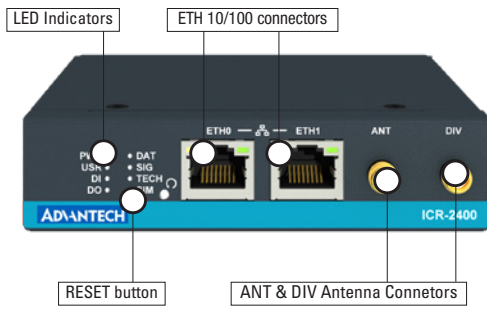 LED Indicators
ETH 10/100 connectors
ETH0
ETH1
ANT
DIV
DAT
USR
SIG
DI
TECH
DO
ADVANTECH
ICR-2400
RESET button
ANT & DIV Antenna Connetors